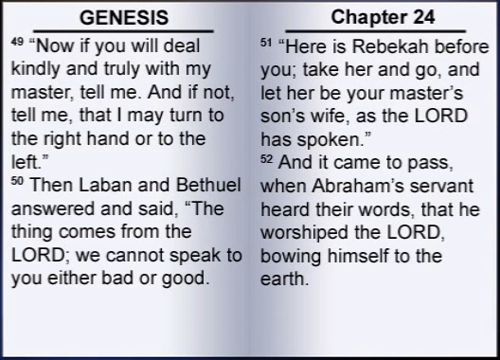 GENESIS
49 “Now if you will deal
kindly and truly with my
master, tell me. And if not,
tell me, that I may turn to
the right hand or to the
left.”
50 Then Laban and Bethuel
answered and said, “The
thing comes from the
LORD; we cannot speak to
you either bad or good.
Chapter 24
51 “Here is Rebekah before
you; take her and go, and
let her be your master’s
son’s wife, as the LORD
has spoken.”
52 And it came to pass,
when Abraham’s servant
heard their words, that he
worshiped the LORD,
bowing himself to the
earth.